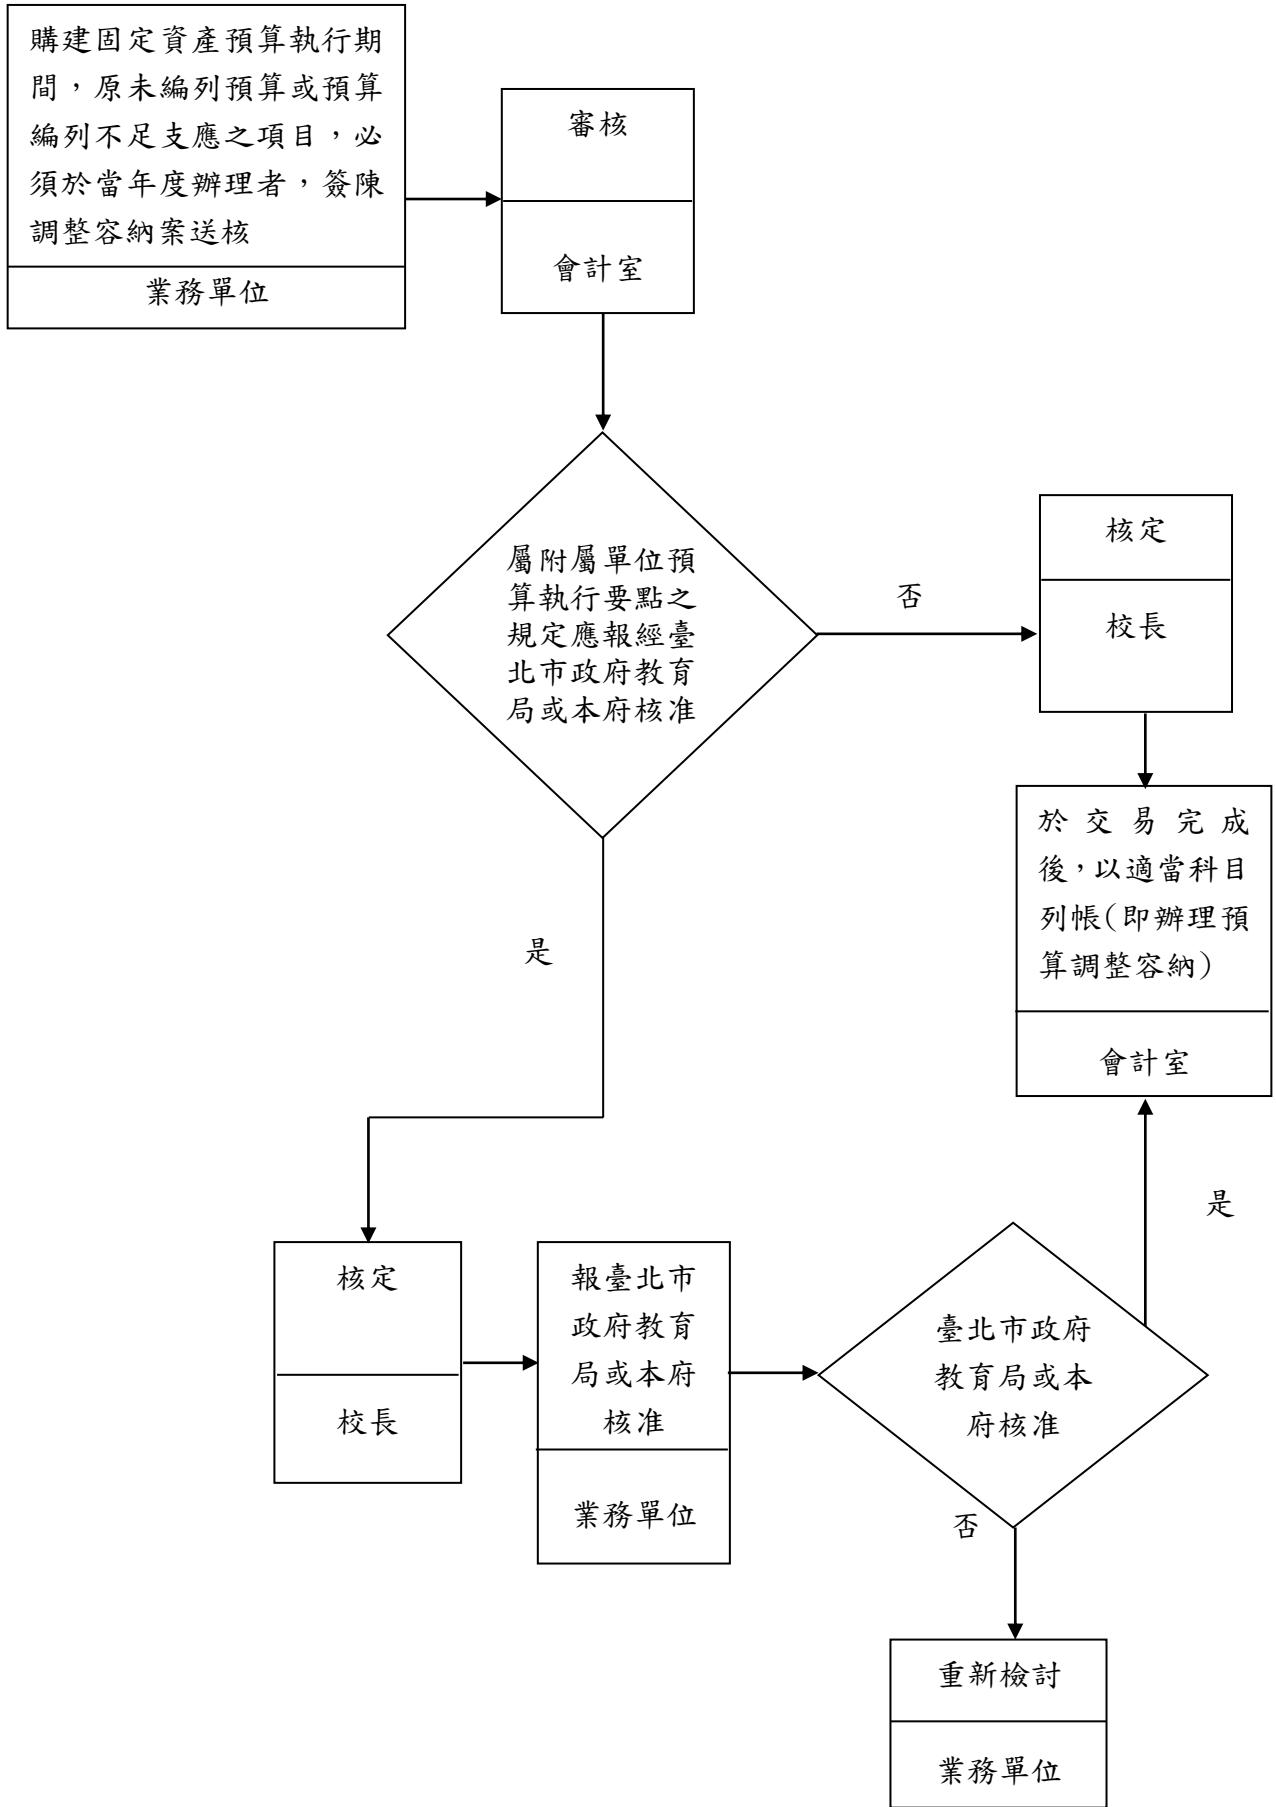 購建固定資產預算執行期
間，原未編列預算或預算
編列不足支應之項目，必
須於當年度辦理者，簽陳
調整容納案送核
業務單位
審核
會計室
屬附屬單位預
算執行要點之
規定應報經臺
北市政府教育
局或本府核准
否
核定
校長
於交易完成
後，以適當科目
列帳(即辦理預
算調整容納)
會計室
是
是
核定
校長
報臺北市
政府教育
局或本府
核准
業務單位
臺北市政府
教育局或本
府核准
否
重新檢討
業務單位